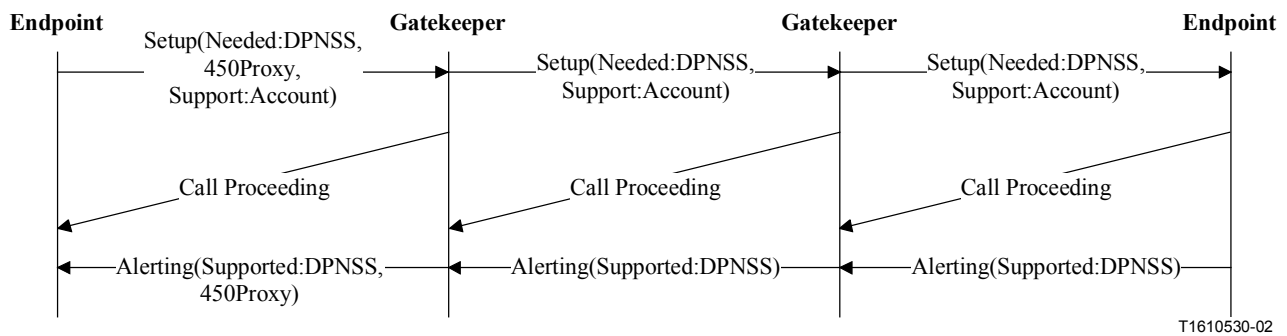 Endpoint
Gatekeeper
Gatekeeper
Endpoint
Setup(Needed:DPNSS,
450Proxy,
Support:Account)
Setup(Needed:DPNSS,
Support:Account)
Setup(Needed:DPNSS,
Support:Account)
Call Proceeding
Call Proceeding
Call Proceeding
Alerting(Supported:DPNSS,
450Proxy)
Alerting(Supported:DPNSS)
Alerting(Supported:DPNSS)
T1610530-02